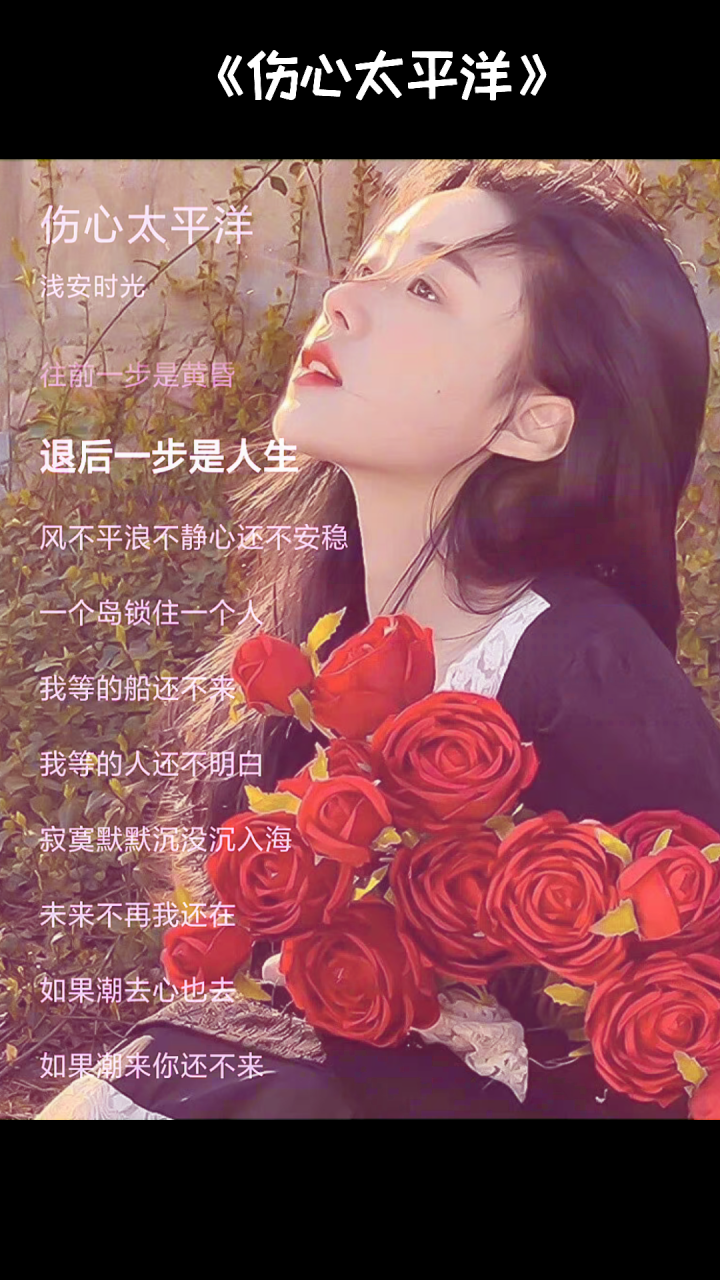 《伤心太平洋》
伤心太平洋
浅安时光
往前一步是黄昏
退后一步是人生
风不平浪不静心还不安稳
一个岛锁住一个人
我等的船还不来
我等的人还不明白
寂寞默默沉没沉入海
未来不再我还在
如果潮去心也去
如果潮来你还不来